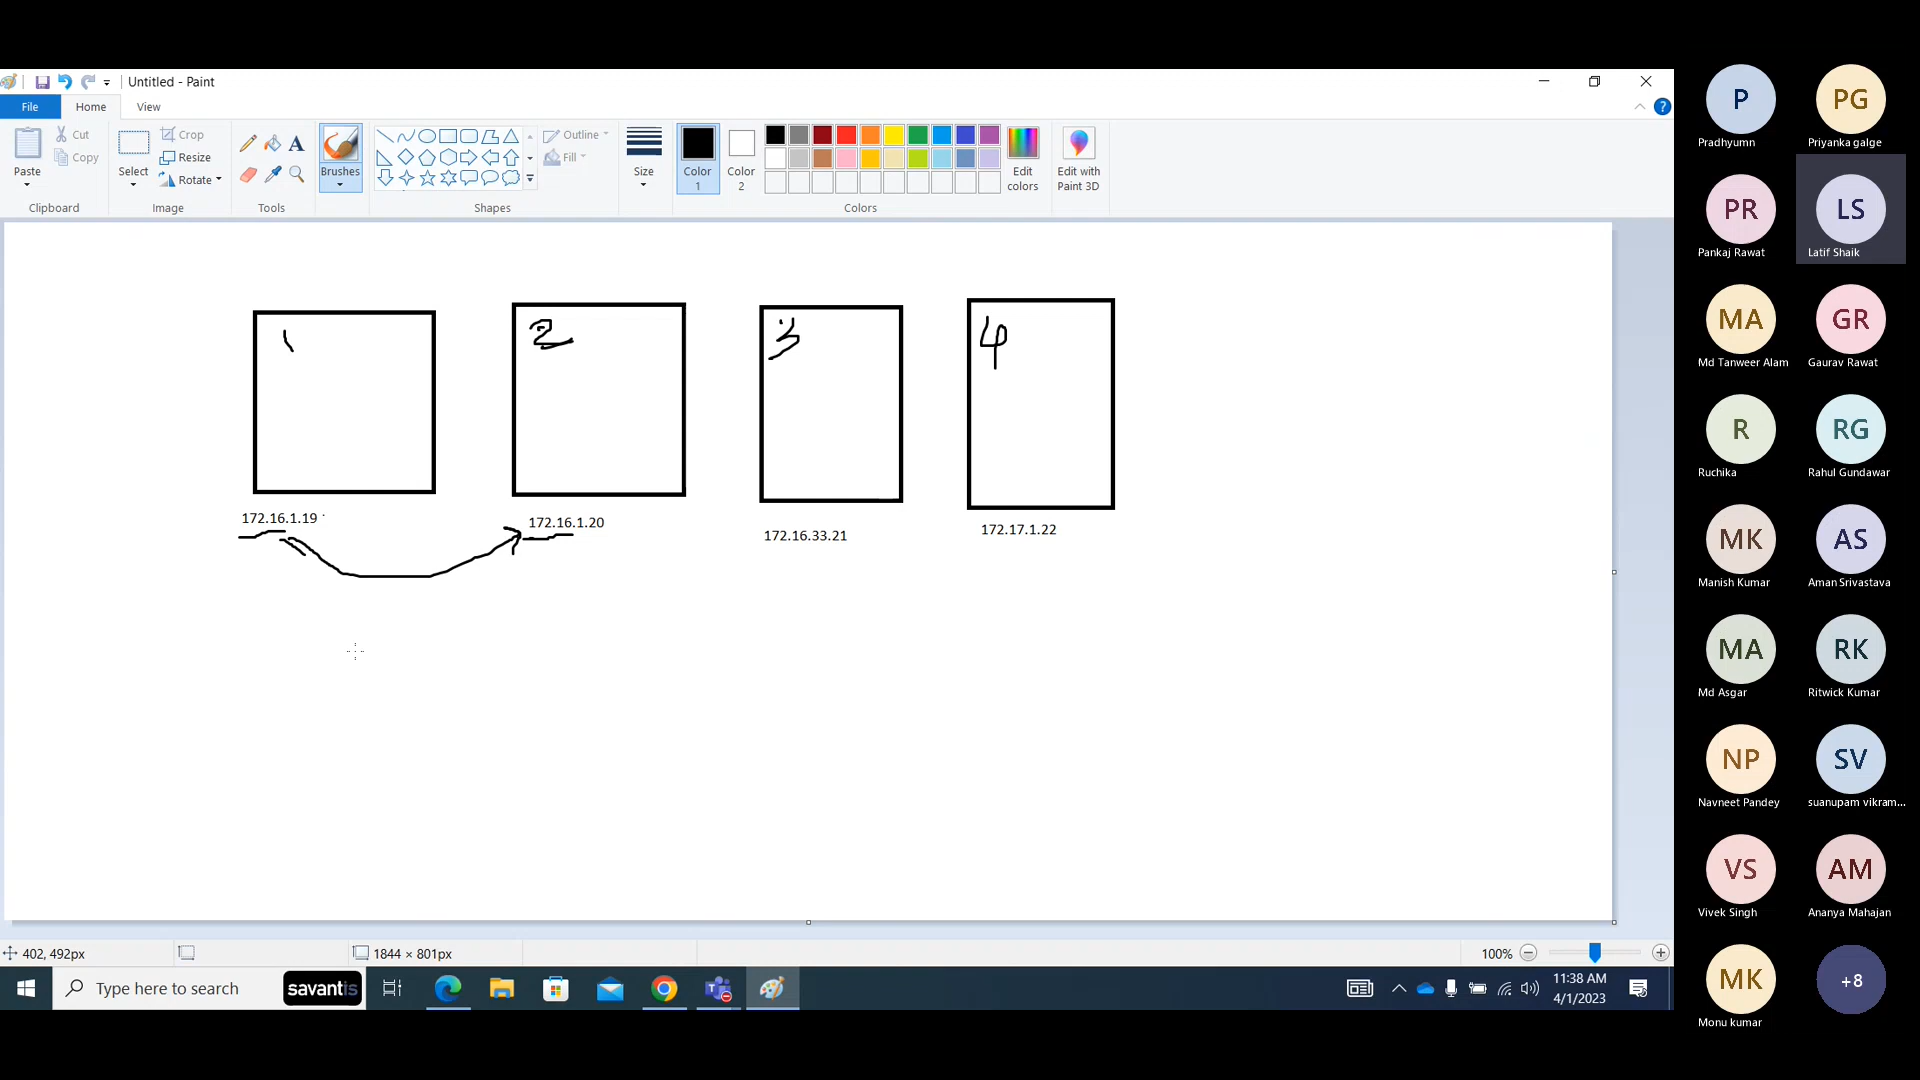 Untitled - Paint
File Home View
Paste Cut Copy
Clipboard
Select Crop Resize Rotate
Image
Tools
Brushes
Shapes
Outline
Fill
Size
Color 1
Color 2
Edit colors
Colors
Edit with Paint 3D
1 2 3 4
172.16.1.19
172.16.1.20
172.16.33.21
172.17.1.22
402, 492px
1844 × 801px
100%
Type here to search
savantis
11:38 AM
4/1/2023
P PG
Pradhyumn Priyanka galge
PR LS
Pankaj Rawat Latif Shaik
MA GR
Md Tanweer Alam Gaurav Rawat
R RG
Ruchika Rahul Gundawar
MK AS
Manish Kumar Aman Srivastava
MA RK
Md Asgar Ritwick Kumar
NP SV
Navneet Pandey suanupam vikram...
VS AM
Vivek Singh Ananya Mahajan
MK +8
Monu kumar